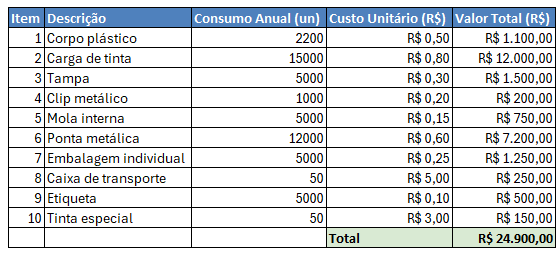 Item Descrição Consumo Anual (un) Custo Unitário (R$) Valor Total (R$)
1 Corpo plástico 2200 R$ 0,50 R$ 1.100,00
2 Carga de tinta 15000 R$ 0,80 R$ 12.000,00
3 Tampa 5000 R$ 0,30 R$ 1.500,00
4 Clip metálico 1000 R$ 0,20 R$ 200,00
5 Mola interna 5000 R$ 0,15 R$ 750,00
6 Ponta metálica 12000 R$ 0,60 R$ 7.200,00
7 Embalagem individual 5000 R$ 0,25 R$ 1.250,00
8 Caixa de transporte 50 R$ 5,00 R$ 250,00
9 Etiqueta 5000 R$ 0,10 R$ 500,00
10 Tinta especial 50 R$ 3,00 R$ 150,00
Total R$ 24.900,00